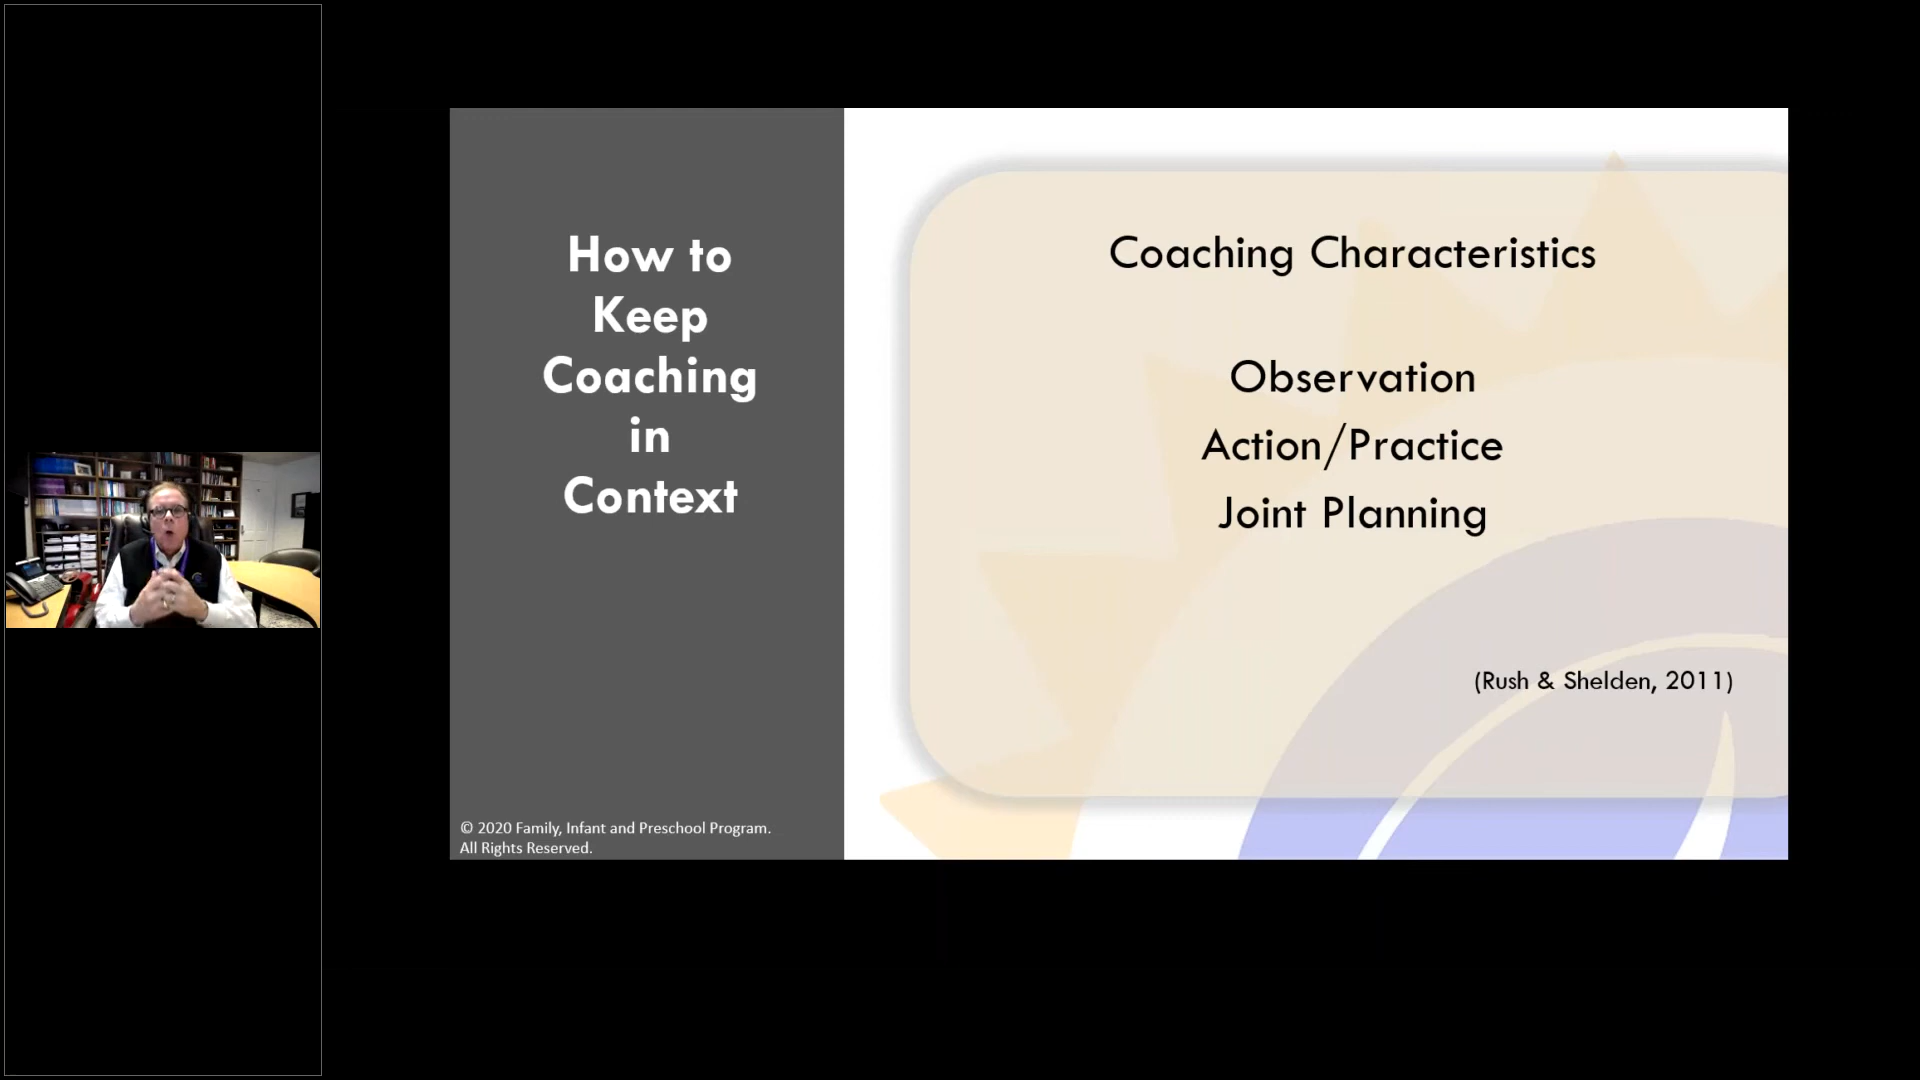 How to
Keep
Coaching
in
Context
© 2020 Family, Infant and Preschool Program.
All Rights Reserved.
Coaching Characteristics
Observation
Action/Practice
Joint Planning
(Rush & Shelden, 2011)